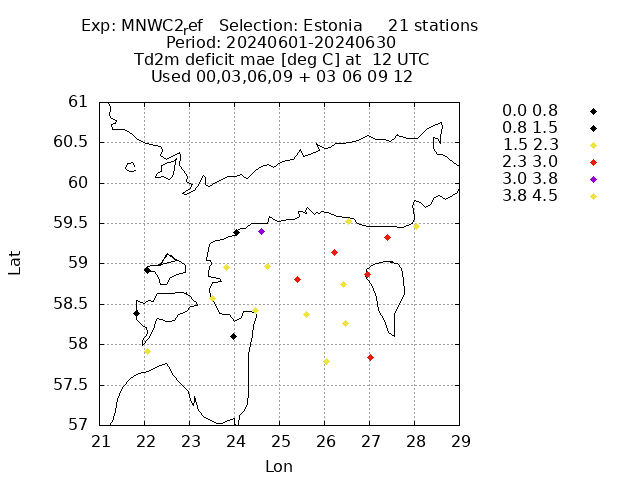 Exp: MNWC2ref   Selection: Estonia     21 stations
Period: 20240601-20240630
Td2m deficit mae [deg C] at  12 UTC
Used 00,03,06,09 + 03 06 09 12
0.0 0.8
0.8 1.5
1.5 2.3
2.3 3.0
3.0 3.8
3.8 4.5
61
60.5
60
59.5
59
58.5
58
57.5
57
Lat
21 22 23 24 25 26 27 28 29
Lon